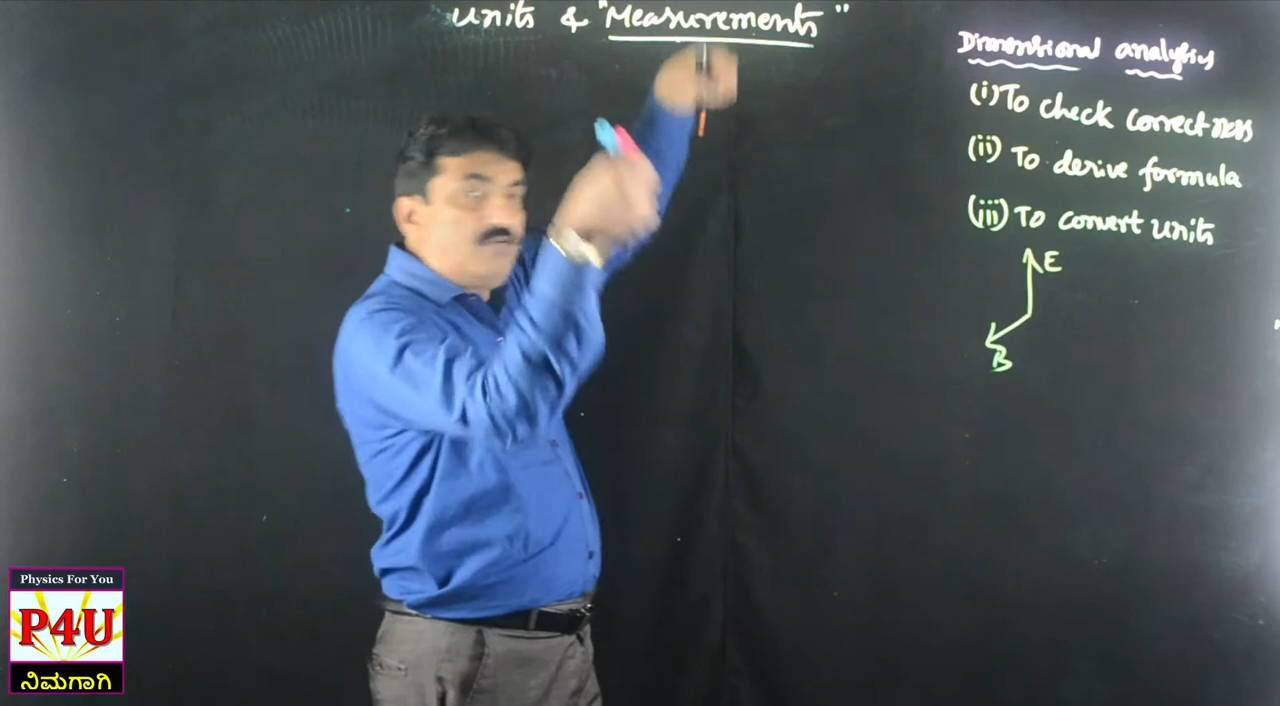 Units & "Measurements"
Dimensional analysis
(i) To check correctness
(ii) To derive formula
(iii) To convert units
E
B
Physics For You
P4U
ನಿಮಗಾಗಿ